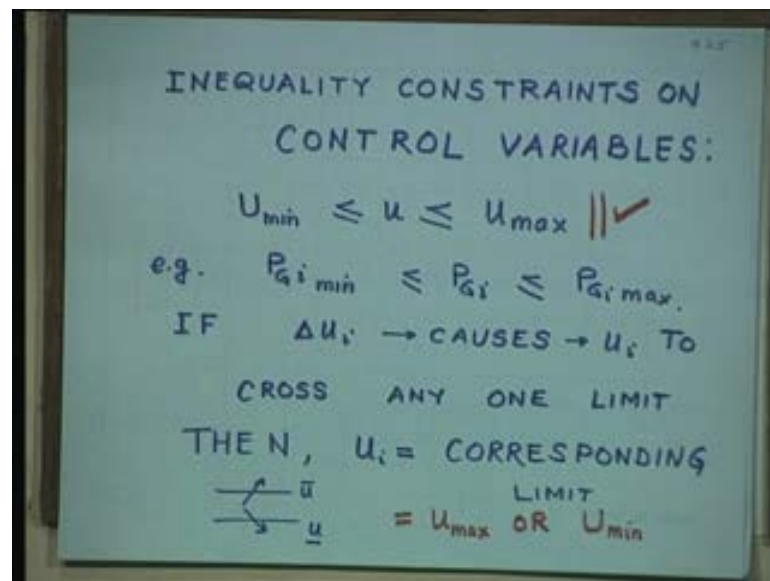 INEQUALITY CONSTRAINTS ON
CONTROL VARIABLES:
Umin ≤ u ≤ Umax ||✓
e.g. PGi min ≤ PGi ≤ PGi max.
IF Δui → CAUSES → ui TO
CROSS ANY ONE LIMIT
THEN, ui = CORRESPONDING
LIMIT
ū
u̲ = Umax OR Umin